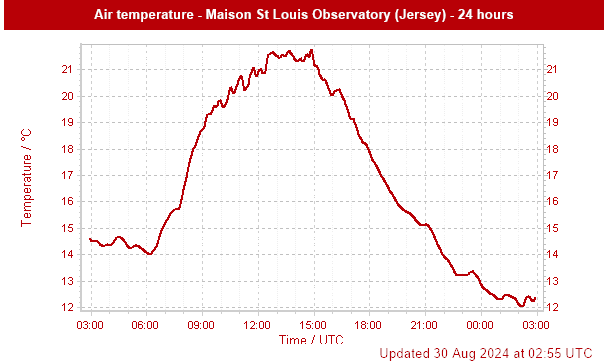 Air temperature - Maison St Louis Observatory (Jersey) - 24 hours
21 21
20 20
19 19
18 18
17 17
16 16
15 15
14 14
13 13
12 12
Temperature / °C
03:00 06:00 09:00 12:00 15:00 18:00 21:00 00:00 03:00
Time / UTC
Updated 30 Aug 2024 at 02:55 UTC